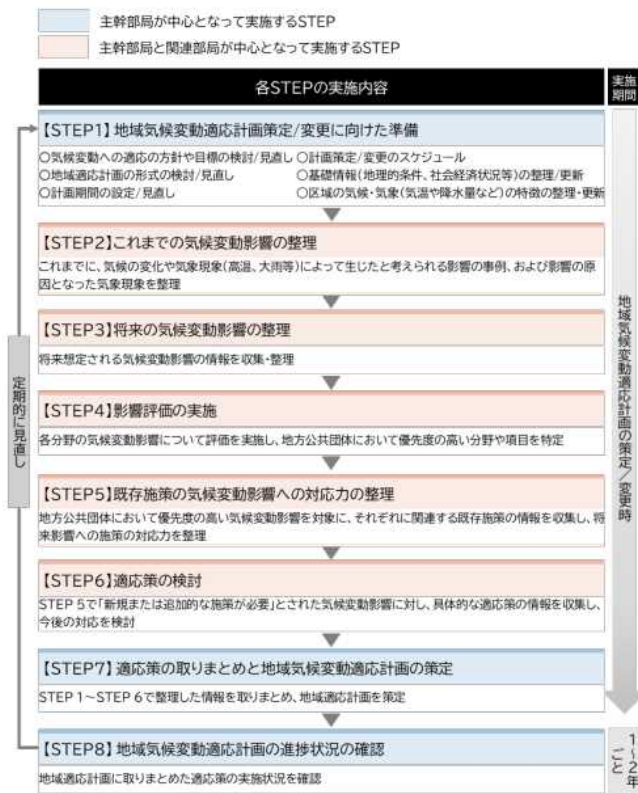 主幹部局が中心となって実施するSTEP
主幹部局と関連部局が中心となって実施するSTEP
各STEPの実施内容
実施
期間
【STEP1】地域気候変動適応計画策定/変更に向けた準備
○気候変動への適応の方針や目標の検討/見直し ○計画策定/変更のスケジュール
○地域適応計画の形式の検討/見直し ○基礎情報(地理的条件、社会経済状況等)の整理/更新
○計画期間の設定/見直し ○区域の気候・気象(気温や降水量など)の特徴の整理・更新
【STEP2】これまでの気候変動影響の整理
これまでに、気候の変化や気象現象(高温、大雨等)によって生じたと考えられる影響の事例、および影響の原
因となった気象現象を整理
【STEP3】将来の気候変動影響の整理
将来想定される気候変動影響の情報を収集・整理
【STEP4】影響評価の実施
各分野の気候変動影響について評価を実施し、地方公共団体において優先度の高い分野や項目を特定
【STEP5】既存施策の気候変動影響への対応力の整理
地方公共団体において優先度の高い気候変動影響を対象に、それぞれに関連する既存施策の情報を収集し、将
来影響への施策の対応力を整理
【STEP6】適応策の検討
STEP 5で「新規または追加的な施策が必要」とされた気候変動影響に対し、具体的な適応策の情報を収集し、
今後の対応を検討
【STEP7】適応策の取りまとめと地域気候変動適応計画の策定
STEP 1～STEP 6で整理した情報を取りまとめ、地域適応計画を策定
【STEP8】地域気候変動適応計画の進捗状況の確認
地域適応計画に取りまとめた適応策の実施状況を確認
定期的に見直し
地域気候変動適応計画の策定/変更時
1～2年
ごと